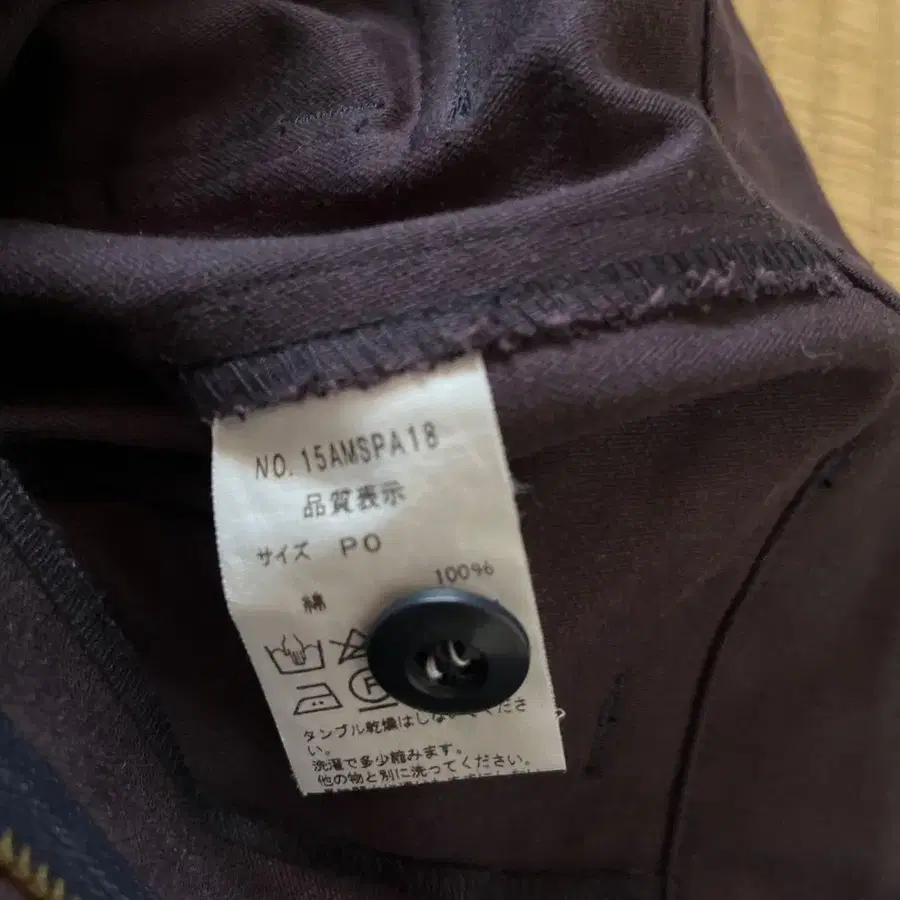 NO.15AMSPA18
品質表示
サイズ PO
綿 100%
P
タンブル乾燥はしな ください。
洗濯で多少縮みます。
他の物と別に洗ってください。